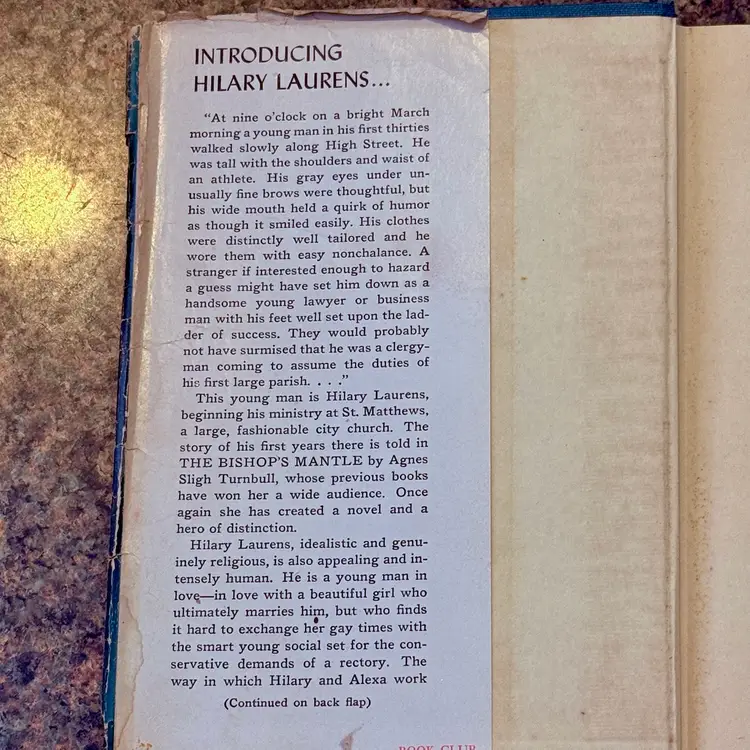 INTRODUCING
HILARY LAURENS...
"At nine o'clock on a bright March
morning a young man in his first thirties
walked slowly along High Street. He
was tall with the shoulders and waist of
an athlete. His gray eyes under un-
usually fine brows were thoughtful, but
his wide mouth held a quirk of humor
as though it smiled easily. His clothes
were distinctly well tailored and he
wore them with easy nonchalance. A
stranger if interested enough to hazard
a guess might have set him down as a
handsome young lawyer or business
man with his feet well set upon the lad-
der of success. They would probably
not have surmised that he was a clergy-
man coming to assume the duties of
his first large parish. . . ."
This young man is Hilary Laurens,
beginning his ministry at St. Matthews,
a large, fashionable city church. The
story of his first years there is told in
THE BISHOP'S MANTLE by Agnes
Sligh Turnbull, whose previous books
have won her a wide audience. Once
again she has created a novel and a
hero of distinction.
Hilary Laurens, idealistic and genu-
inely religious, is also appealing and in-
tensely human. He is a young man in
love—in love with a beautiful girl who
ultimately marries him, but who finds
it hard to exchange her gay times with
the smart young social set for the con-
servative demands of a rectory. The
way in which Hilary and Alexa work
(Continued on back flap)
BOOK CLUB